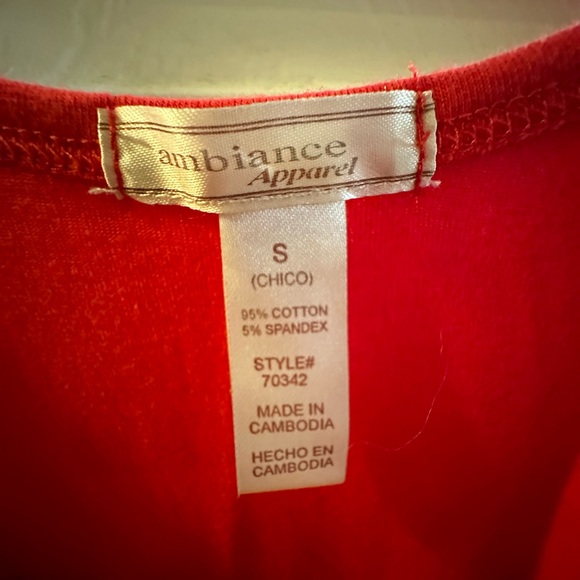 ambiance
Apparel
S
(CHICO)
95% COTTON
5% SPANDEX
STYLE#
70342
MADE IN
CAMBODIA
HECHO EN
CAMBODIA